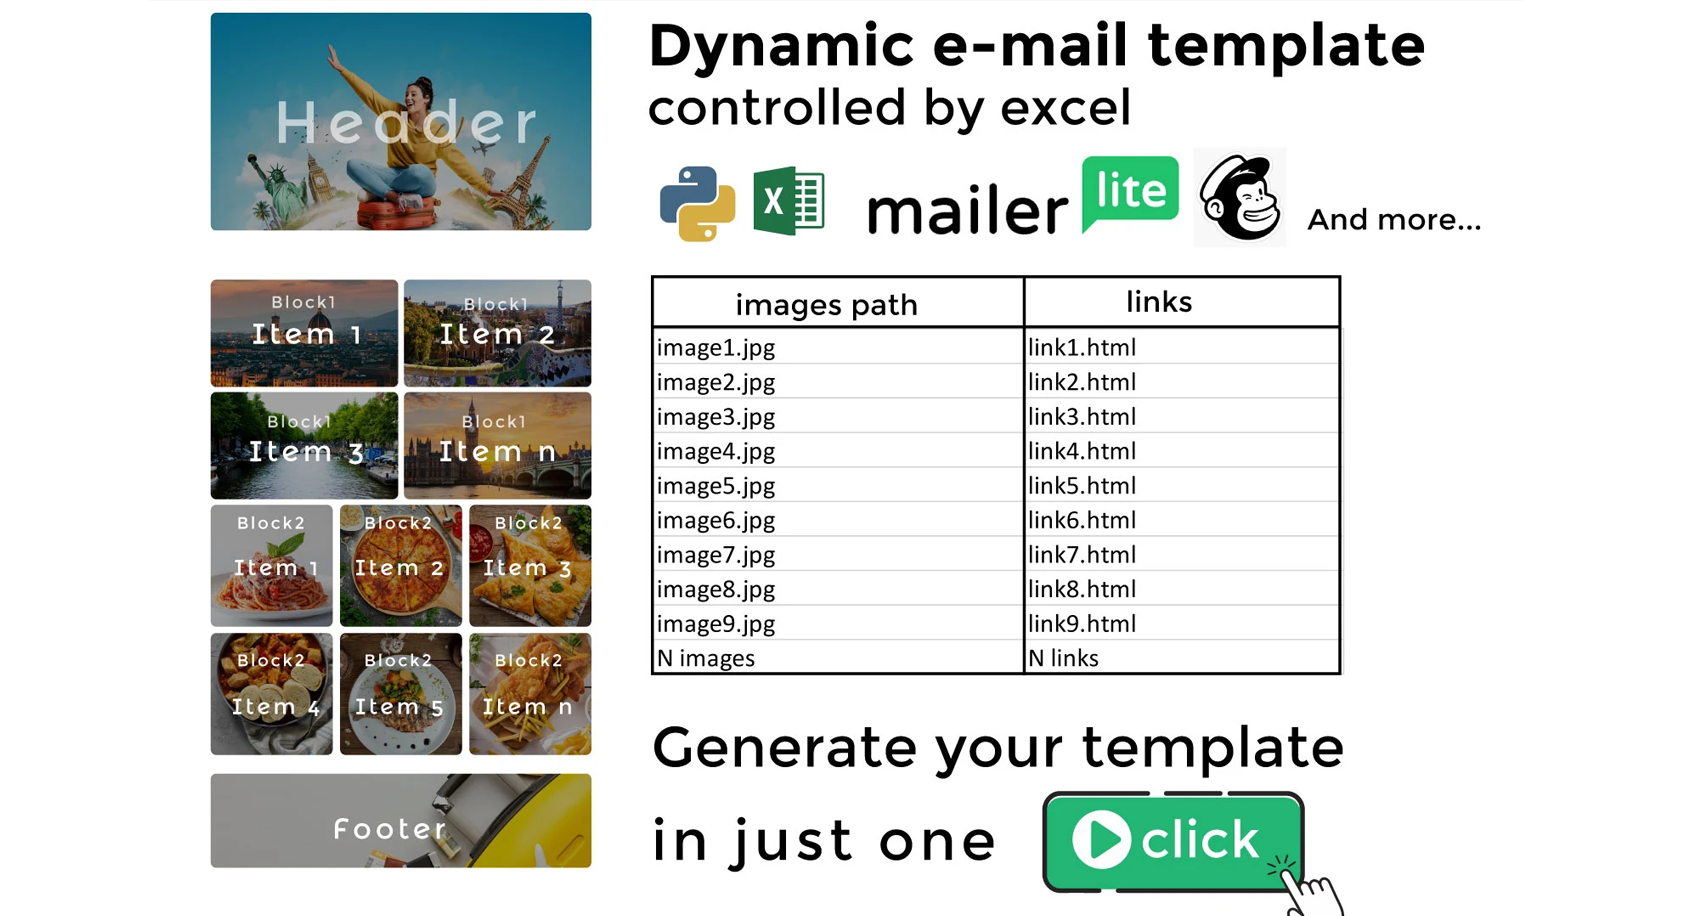 Header
Block1
Item 1
Block1
Item 2
Block1
Item 3
Block1
Item n
Block2
Item 1
Block2
Item 2
Block2
Item 3
Block2
Item 4
Block2
Item 5
Block2
Item n
Footer
Dynamic e-mail template
controlled by excel
X
mailer lite
And more...
images path links
image1.jpg link1.html
image2.jpg link2.html
image3.jpg link3.html
image4.jpg link4.html
image5.jpg link5.html
image6.jpg link6.html
image7.jpg link7.html
image8.jpg link8.html
image9.jpg link9.html
N images N links
Generate your template
in just one click